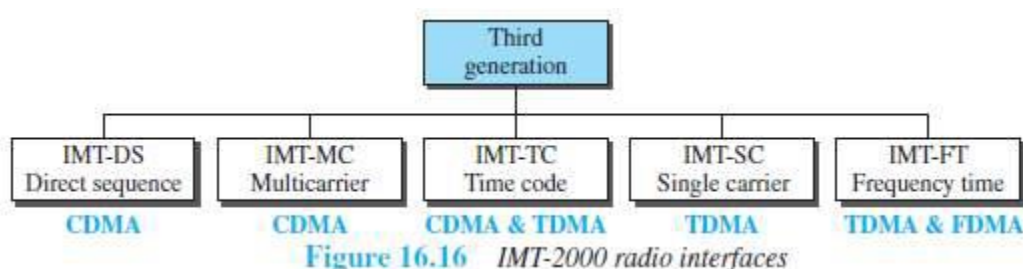 Third
generation
IMT-DS
Direct sequence
CDMA
IMT-MC
Multicarrier
CDMA
IMT-TC
Time code
CDMA & TDMA
IMT-SC
Single carrier
TDMA
IMT-FT
Frequency time
TDMA & FDMA
Figure 16.16 IMT-2000 radio interfaces